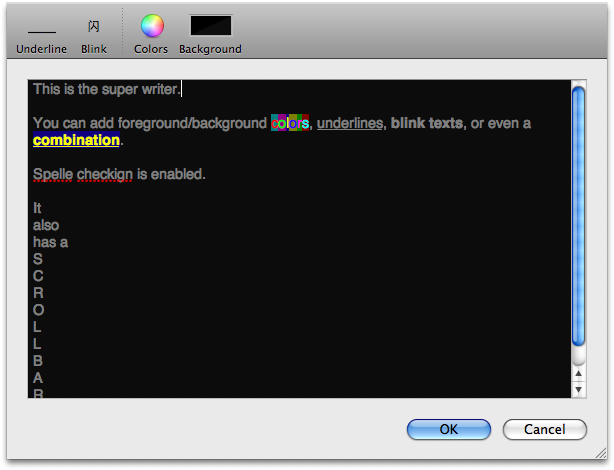 閃
Underline Blink Colors Background
This is the super writer.
You can add foreground/background colors, underlines, blink texts, or even a
combination.
Spelle checkign is enabled.
It
also
has a
S
C
R
O
L
L
B
A
R
OK Cancel